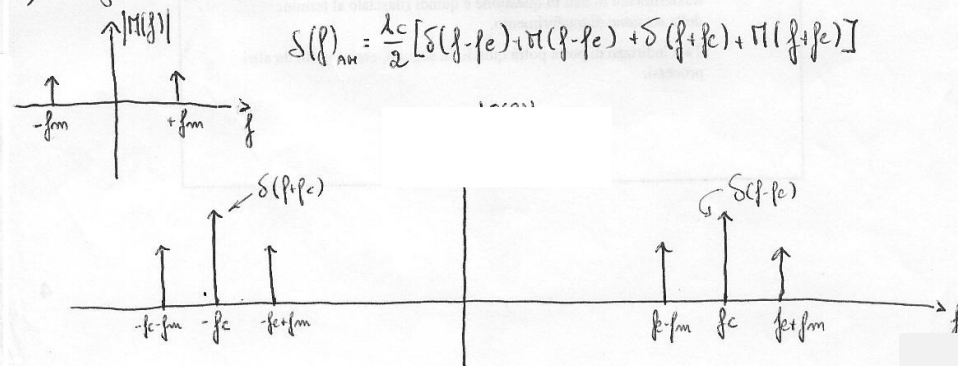 |M(f)|
S(f)AM = Ac/2 [δ(f-fc)+M(f-fc)+δ(f+fc)+M(f+fc)]
-fm +fm f
δ(f+fc) δ(f-fc)
-fc-fm -fc -fc+fm fc-fm fc fc+fm f